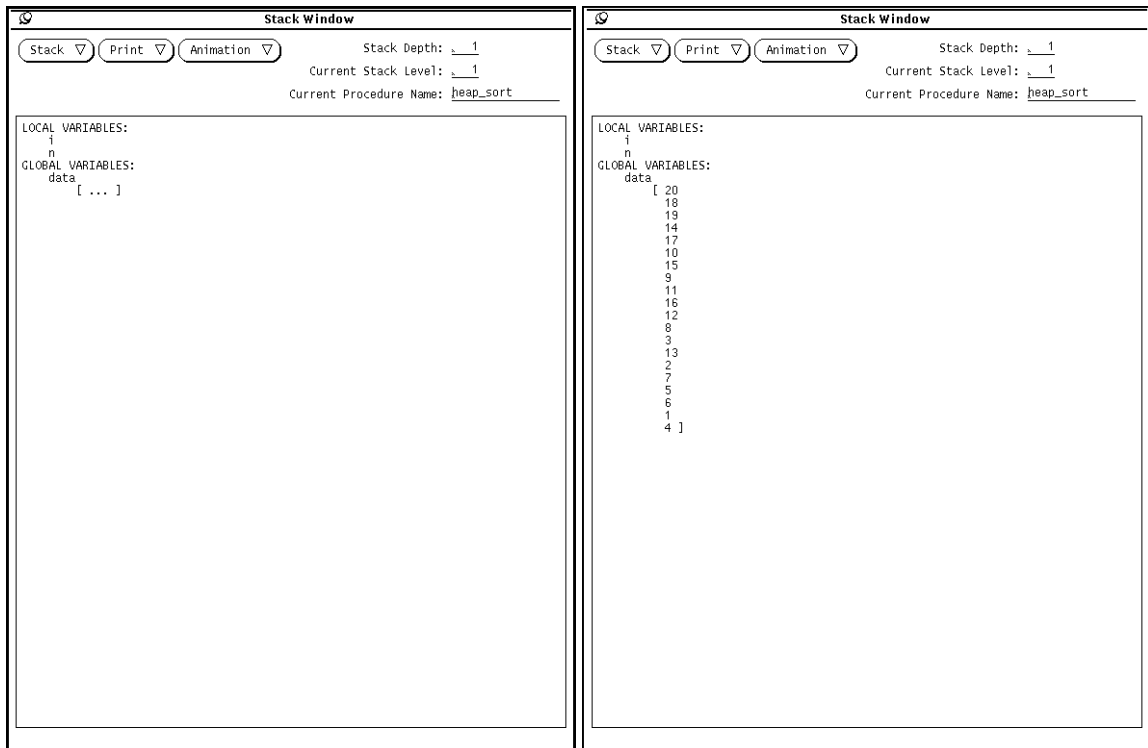 Stack Window
Stack Print Animation Stack Depth: 1
Current Stack Level: 1
Current Procedure Name: heap_sort
LOCAL VARIABLES:
i
n
GLOBAL VARIABLES:
data
[ ... ]
Stack Window
Stack Print Animation Stack Depth: 1
Current Stack Level: 1
Current Procedure Name: heap_sort
LOCAL VARIABLES:
i
n
GLOBAL VARIABLES:
data
[ 20
18
19
14
17
10
15
9
11
16
12
8
3
13
2
7
5
6
1
4 ]